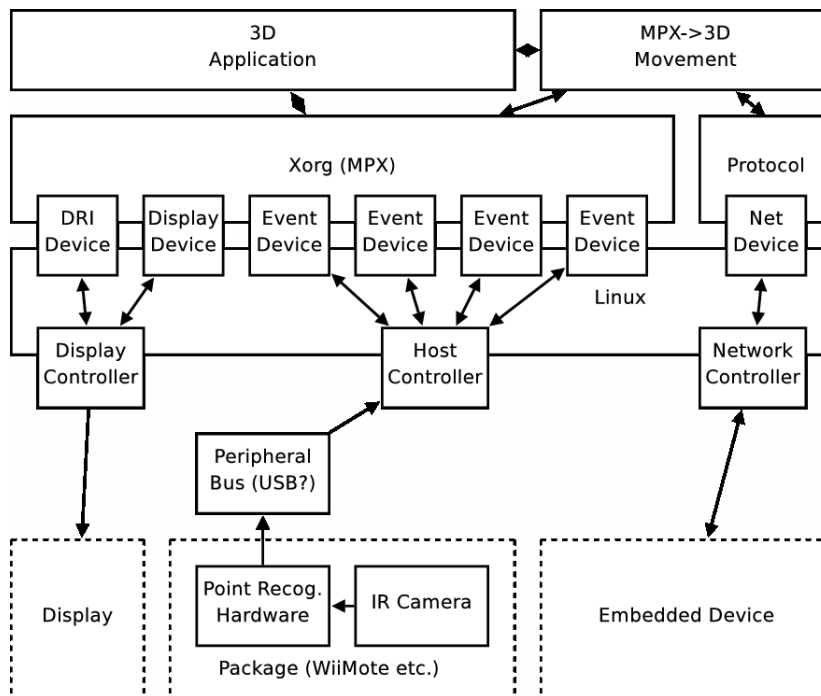 3D
Application
MPX->3D
Movement
Xorg (MPX)
Protocol
DRI
Device
Display
Device
Event
Device
Event
Device
Event
Device
Event
Device
Net
Device
Linux
Display
Controller
Host
Controller
Network
Controller
Peripheral
Bus (USB?)
Display
Point Recog.
Hardware
IR Camera
Package (WiiMote etc.)
Embedded Device